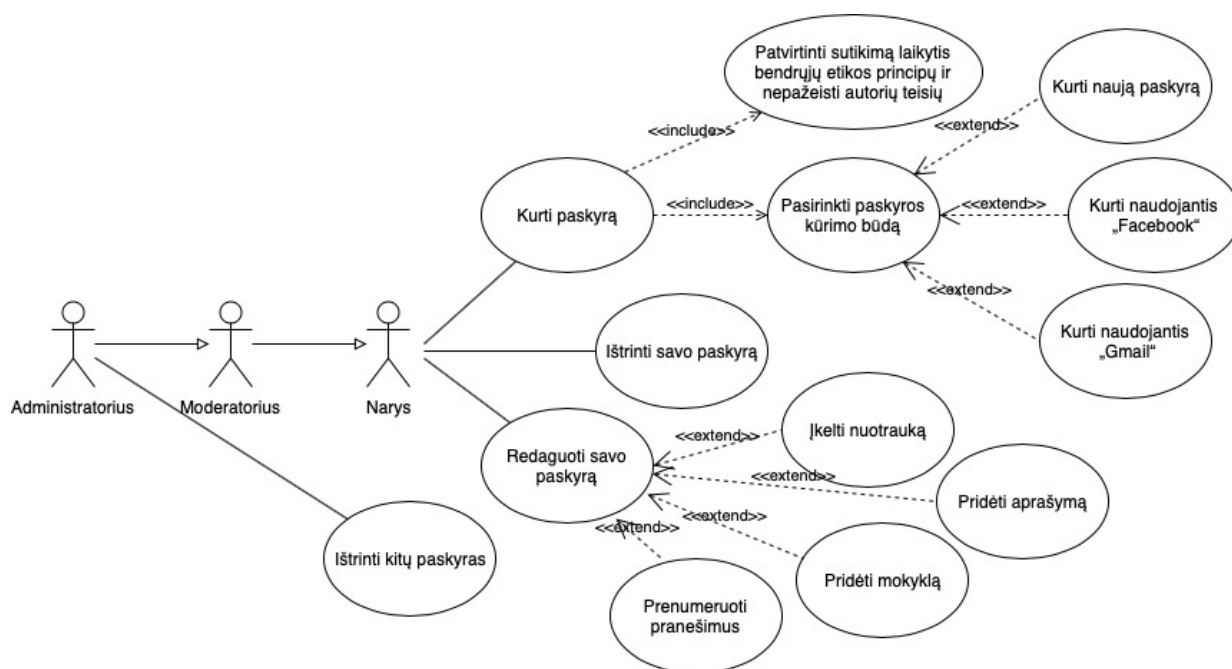 Patvirtinti sutikimą laikytis
bendrųjų etikos principų ir
nepažeisti autorių teisių
Kurti naują paskyrą
<<include>>
<<extend>>
Kurti paskyrą
<<include>>
Pasirinkti paskyros
kūrimo būdą
<<extend>>
Kurti naudojantis
„Facebook“
<<extend>>
Kurti naudojantis
„Gmail“
Ištrinti savo paskyrą
Administratorius
Moderatorius
Narys
Redaguoti savo
paskyrą
<<extend>>
Įkelti nuotrauką
<<extend>>
Pridėti aprašymą
<<extend>>
<<extend>>
Ištrinti kitų paskyras
Pridėti mokyklą
Prenumeruoti
pranešimus